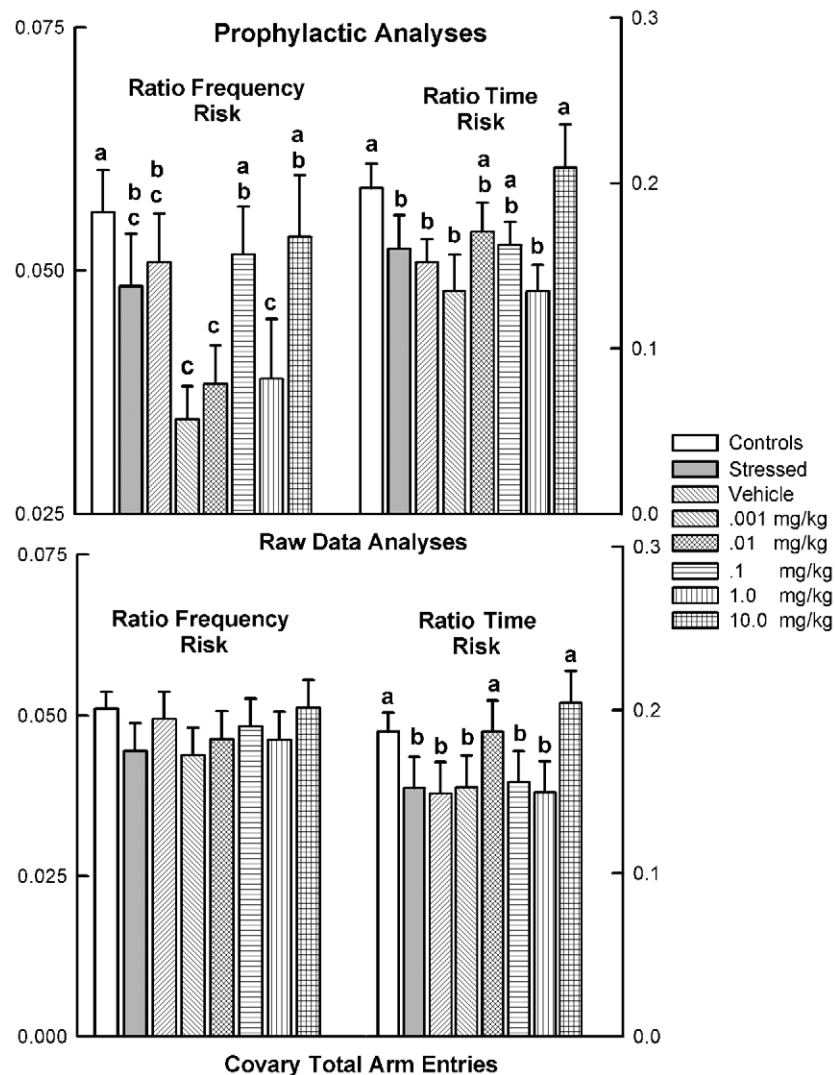 Prophylactic Analyses
0.075
0.3
Ratio Frequency
Risk
Ratio Time
Risk
a
b
c
b
c
c
c
a
b
c
a
b
a
b
b
b
a
b
a
b
b
a
0.050
0.2
0.1
0.025
0.0
Raw Data Analyses
Controls
Stressed
Vehicle
.001 mg/kg
.01 mg/kg
.1 mg/kg
1.0 mg/kg
10.0 mg/kg
0.075
0.3
Ratio Frequency
Risk
Ratio Time
Risk
a
b
b
b
a
b
b
a
0.050
0.2
0.025
0.1
0.000
0.0
Covary Total Arm Entries